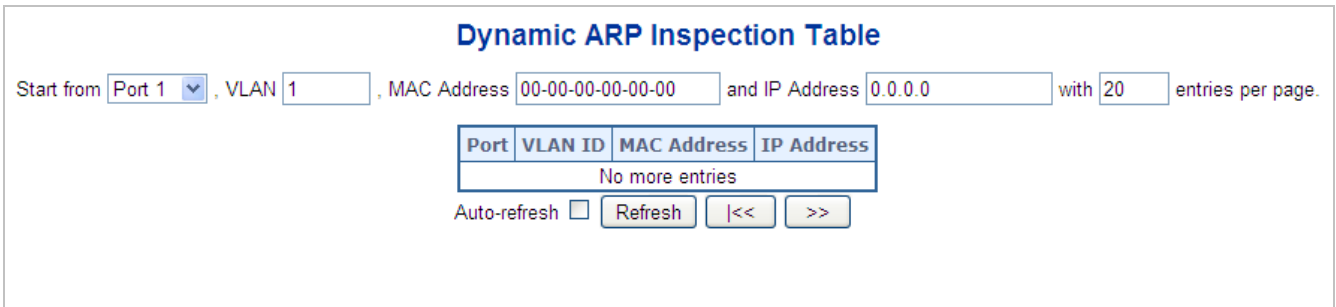 Dynamic ARP Inspection Table
Start from Port 1 , VLAN 1 , MAC Address 00-00-00-00-00-00 and IP Address 0.0.0.0 with 20 entries per page.
Port VLAN ID MAC Address IP Address
No more entries
Auto-refresh Refresh |<< >>